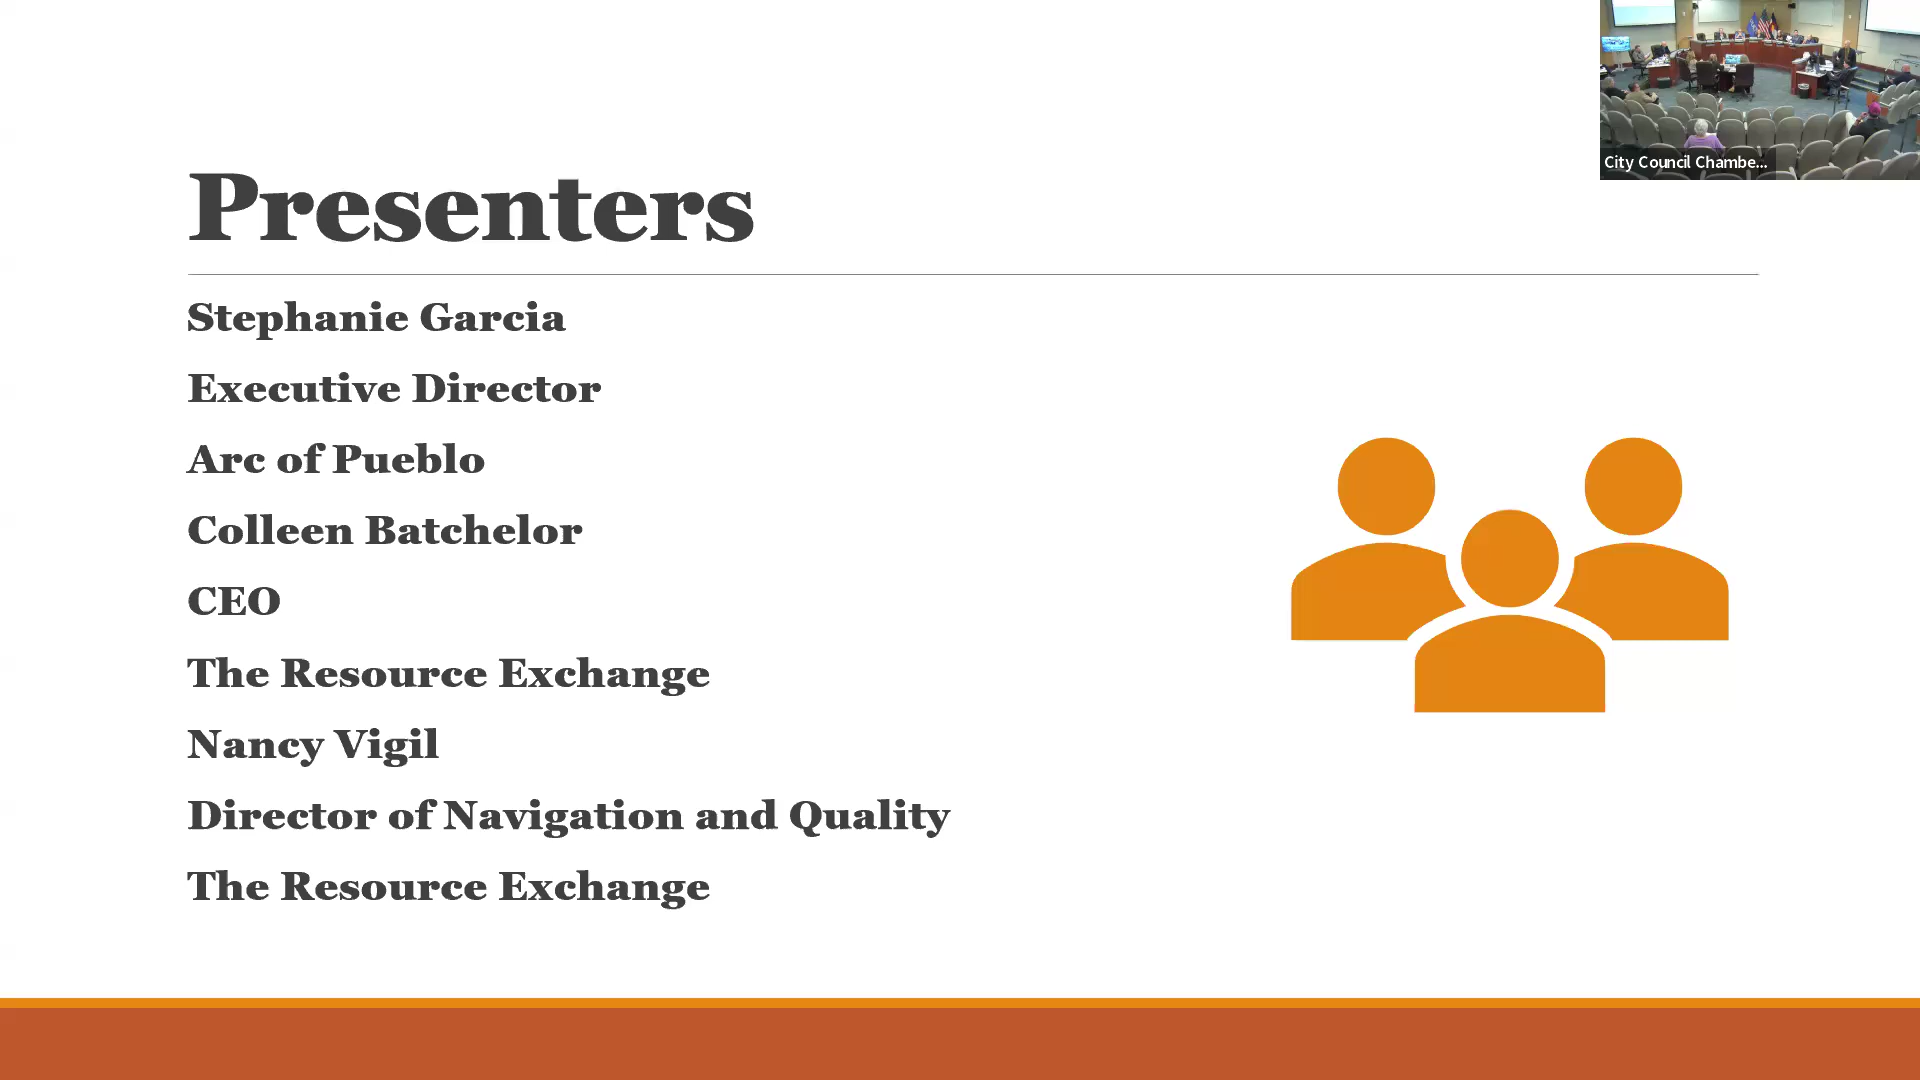 City Council Chambe...
Presenters
Stephanie Garcia
Executive Director
Arc of Pueblo
Colleen Batchelor
CEO
The Resource Exchange
Nancy Vigil
Director of Navigation and Quality
The Resource Exchange